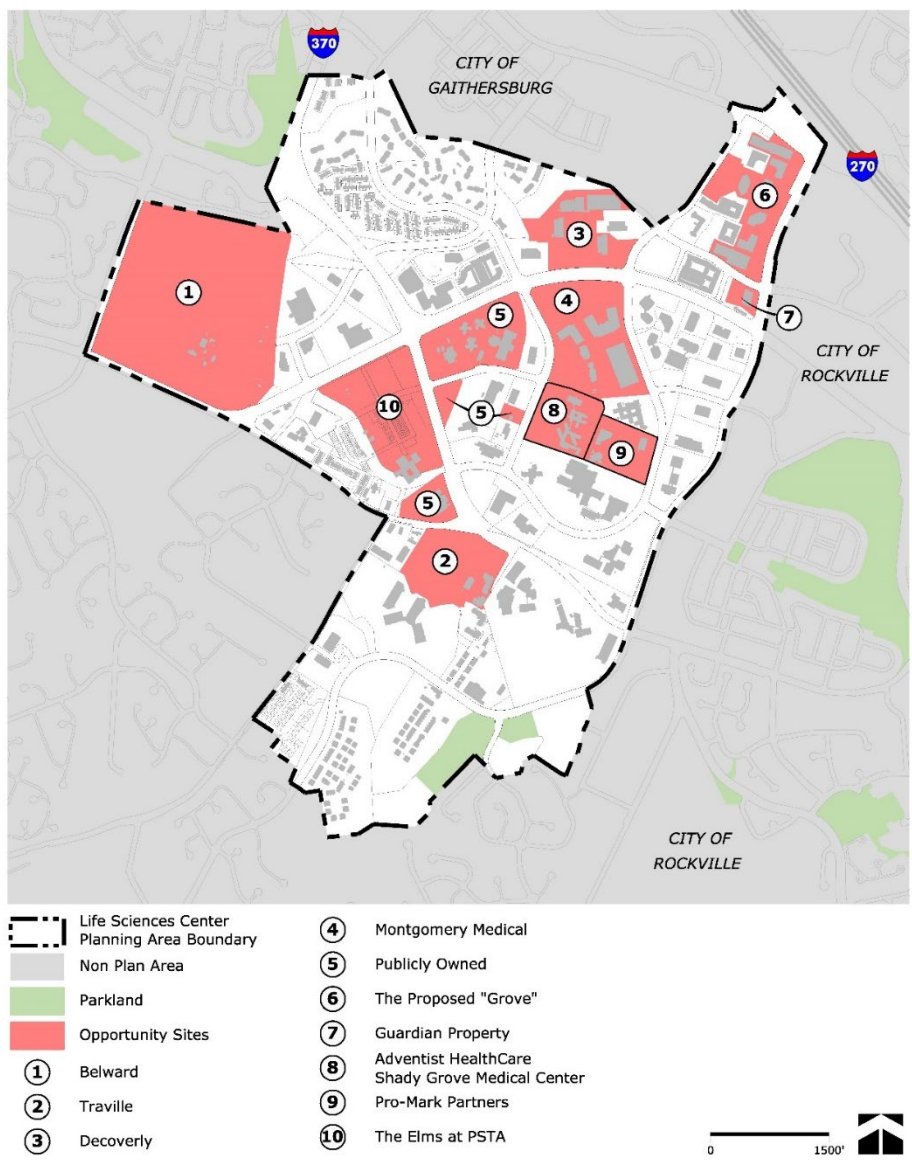 370
CITY OF
GAITHERSBURG
270
6
3
1
4
7
5
CITY OF
ROCKVILLE
10
5
8
9
5
2
CITY OF
ROCKVILLE
Life Sciences Center
Planning Area Boundary
Non Plan Area
Parkland
Opportunity Sites
1 Belward
2 Traville
3 Decoverly
4 Montgomery Medical
5 Publicly Owned
6 The Proposed "Grove"
7 Guardian Property
8 Adventist HealthCare
Shady Grove Medical Center
9 Pro-Mark Partners
10 The Elms at PSTA
0 1500'